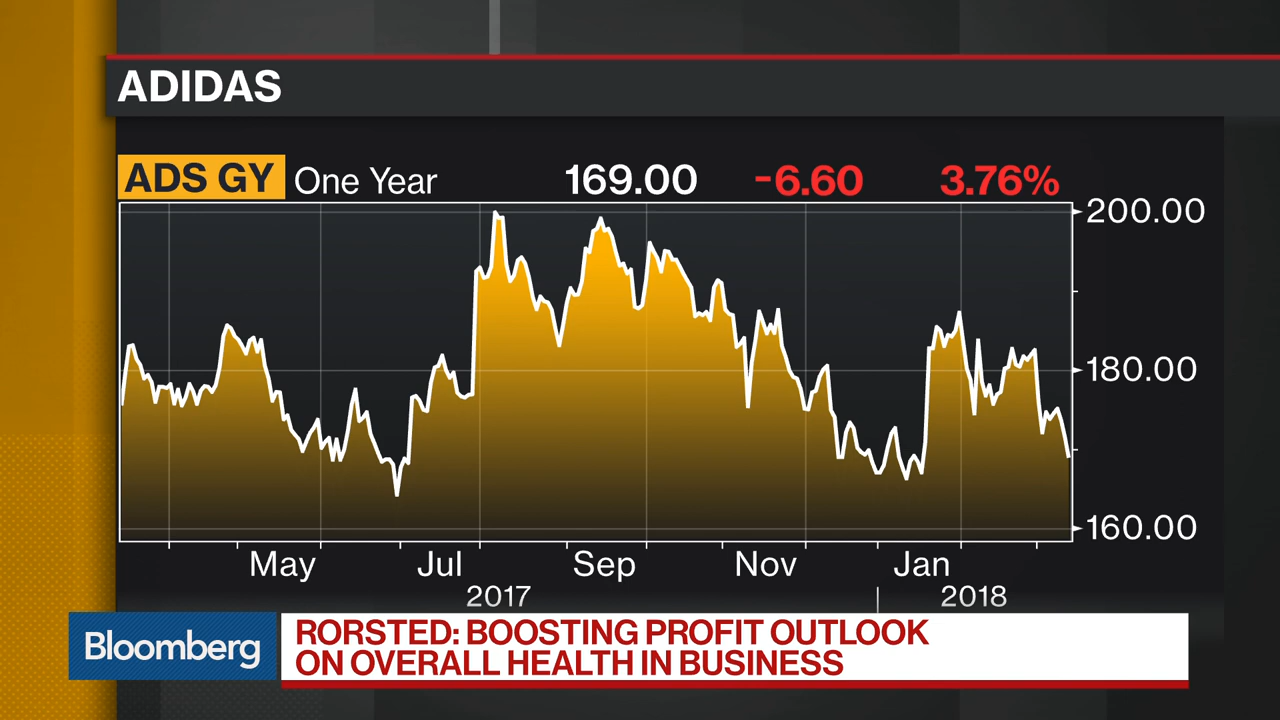 ADIDAS
ADS GY One Year 169.00 -6.60 3.76%
200.00
180.00
160.00
May Jul Sep Nov Jan
2017 2018
Bloomberg
RORSTED: BOOSTING PROFIT OUTLOOK
ON OVERALL HEALTH IN BUSINESS